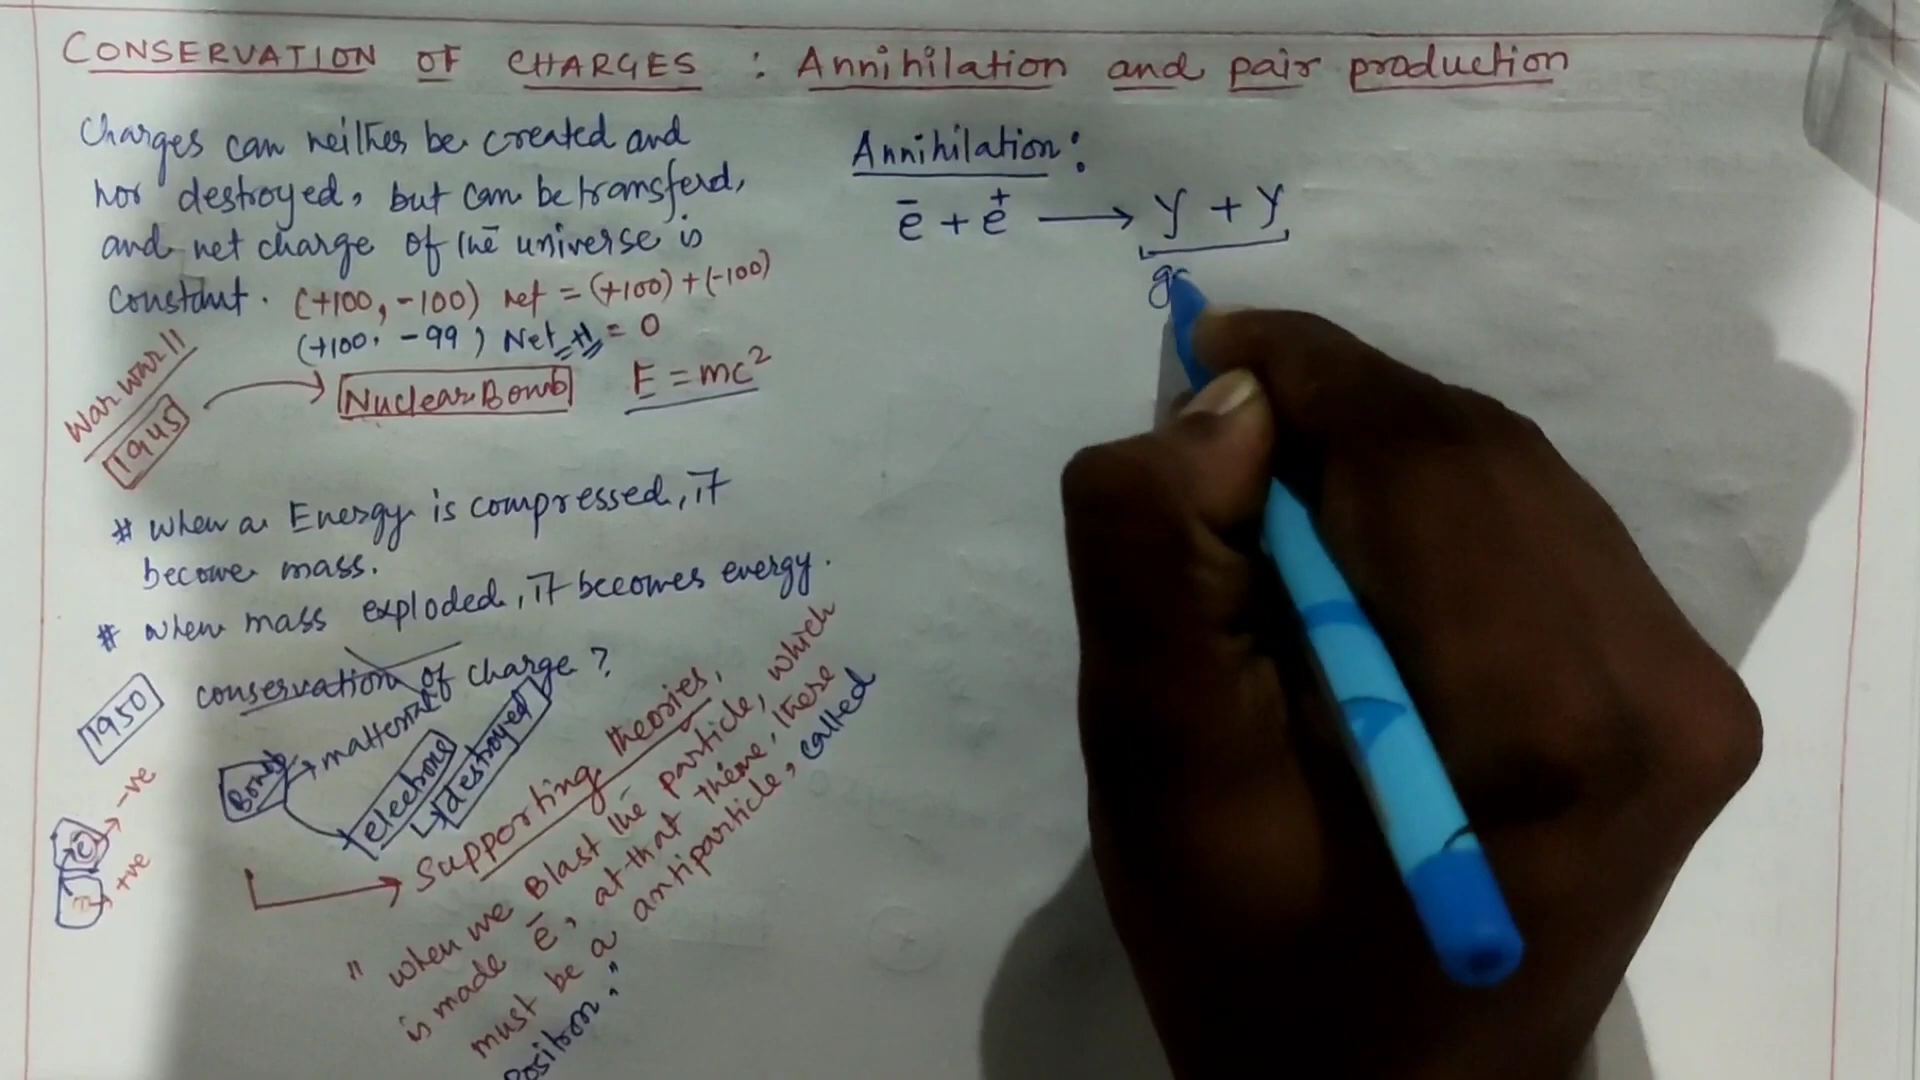 CONSERVATION OF CHARGES : Annihilation and pair production
Charges can neither be created and
nor destroyed, but can be transferd,
and net charge of the universe is
Constant. (+100, -100) net = (+100) + (-100)
(+100, -99) Net +1 = 0
War War II
1945
Nuclear Bomb
E = mc²
# when a Energy is compressed, it
become mass.
# when mass exploded, it becomes energy.
1950
conservation of charge ?
Bomb + material
electrons
destroyed
-ve
+ve
Supporting theories,
" when we Blast the particle, which
is made e⁻, at that theme, there
must be a antiparticle, called
Positron."
Annihilation :
e⁻ + e⁺ → γ + γ